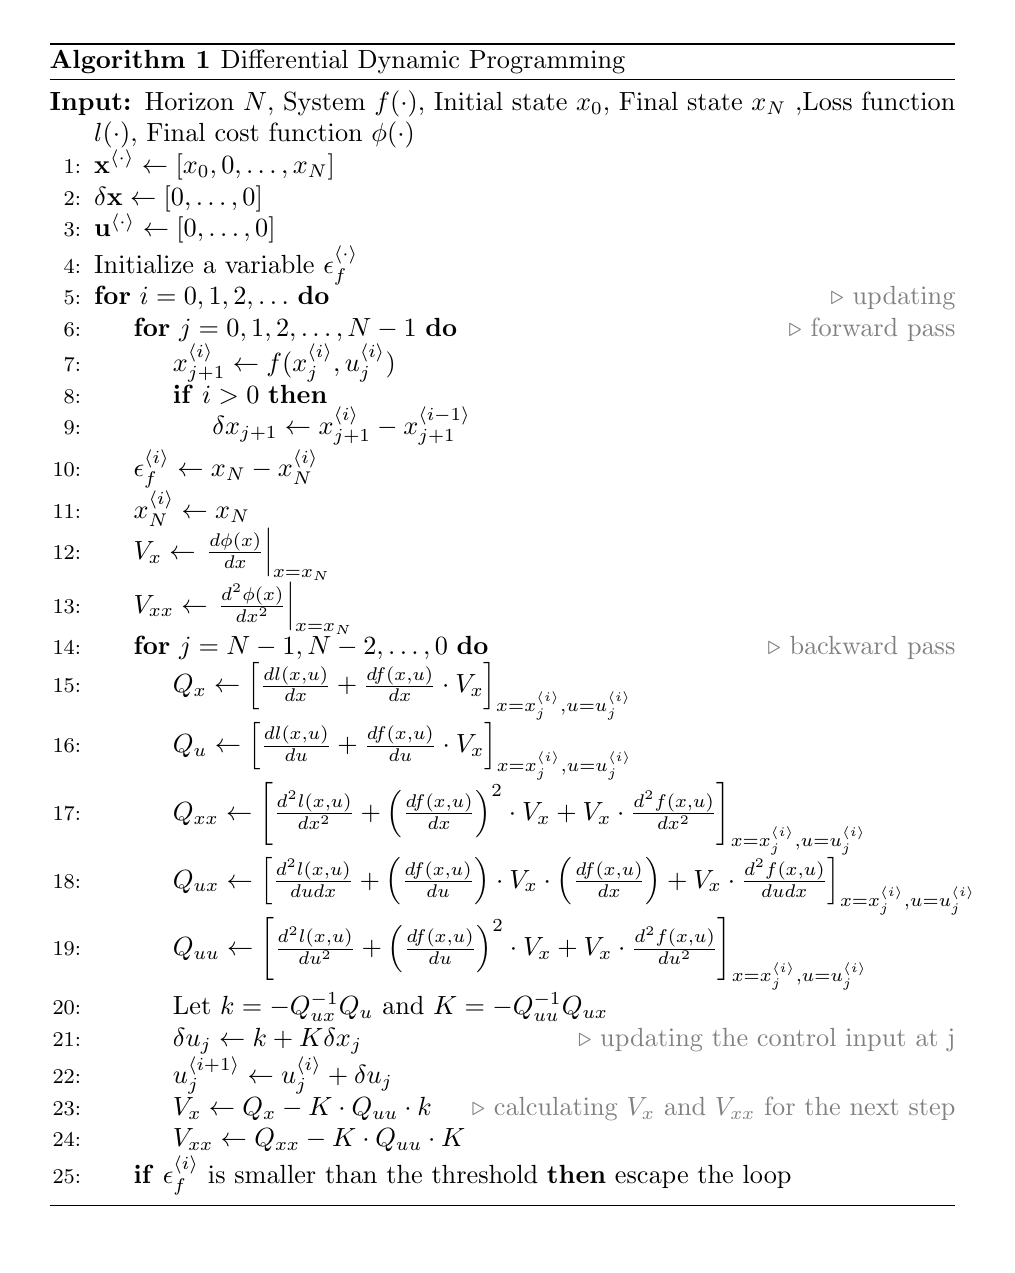 Algorithm 1 Differential Dynamic Programming
Input: Horizon $N$, System $f(\cdot)$, Initial state $x_0$, Final state $x_N$ ,Loss function
$l(\cdot)$, Final cost function $\phi(\cdot)$
1: $\mathbf{x}^{\langle\cdot\rangle} \leftarrow [x_0, 0, \ldots, x_N]$
2: $\delta\mathbf{x} \leftarrow [0, \ldots, 0]$
3: $\mathbf{u}^{\langle\cdot\rangle} \leftarrow [0, \ldots, 0]$
4: Initialize a variable $\epsilon_f^{\langle\cdot\rangle}$
5: for $i = 0, 1, 2, \ldots$ do ▷ updating
6: for $j = 0, 1, 2, \ldots, N-1$ do ▷ forward pass
7: $x_{j+1}^{\langle i\rangle} \leftarrow f(x_j^{\langle i\rangle}, u_j^{\langle i\rangle})$
8: if $i > 0$ then
9: $\delta x_{j+1} \leftarrow x_{j+1}^{\langle i\rangle} - x_{j+1}^{\langle i-1\rangle}$
10: $\epsilon_f^{\langle i\rangle} \leftarrow x_N - x_N^{\langle i\rangle}$
11: $x_N^{\langle i\rangle} \leftarrow x_N$
12: $V_x \leftarrow \left.\frac{d\phi(x)}{dx}\right|_{x=x_N}$
13: $V_{xx} \leftarrow \left.\frac{d^2\phi(x)}{dx^2}\right|_{x=x_N}$
14: for $j = N-1, N-2, \ldots, 0$ do ▷ backward pass
15: $Q_x \leftarrow \left[\frac{dl(x,u)}{dx} + \frac{df(x,u)}{dx} \cdot V_x\right]_{x=x_j^{\langle i\rangle}, u=u_j^{\langle i\rangle}}$
16: $Q_u \leftarrow \left[\frac{dl(x,u)}{du} + \frac{df(x,u)}{du} \cdot V_x\right]_{x=x_j^{\langle i\rangle}, u=u_j^{\langle i\rangle}}$
17: $Q_{xx} \leftarrow \left[\frac{d^2l(x,u)}{dx^2} + \left(\frac{df(x,u)}{dx}\right)^2 \cdot V_x + V_x \cdot \frac{d^2f(x,u)}{dx^2}\right]_{x=x_j^{\langle i\rangle}, u=u_j^{\langle i\rangle}}$
18: $Q_{ux} \leftarrow \left[\frac{d^2l(x,u)}{dudx} + \left(\frac{df(x,u)}{du}\right) \cdot V_x \cdot \left(\frac{df(x,u)}{dx}\right) + V_x \cdot \frac{d^2f(x,u)}{dudx}\right]_{x=x_j^{\langle i\rangle}, u=u_j^{\langle i\rangle}}$
19: $Q_{uu} \leftarrow \left[\frac{d^2l(x,u)}{du^2} + \left(\frac{df(x,u)}{du}\right)^2 \cdot V_x + V_x \cdot \frac{d^2f(x,u)}{du^2}\right]_{x=x_j^{\langle i\rangle}, u=u_j^{\langle i\rangle}}$
20: Let $k = -Q_{ux}^{-1}Q_u$ and $K = -Q_{uu}^{-1}Q_{ux}$
21: $\delta u_j \leftarrow k + K\delta x_j$ ▷ updating the control input at j
22: $u_j^{\langle i+1\rangle} \leftarrow u_j^{\langle i\rangle} + \delta u_j$
23: $V_x \leftarrow Q_x - K \cdot Q_{uu} \cdot k$ ▷ calculating $V_x$ and $V_{xx}$ for the next step
24: $V_{xx} \leftarrow Q_{xx} - K \cdot Q_{uu} \cdot K$
25: if $\epsilon_f^{\langle i\rangle}$ is smaller than the threshold then escape the loop